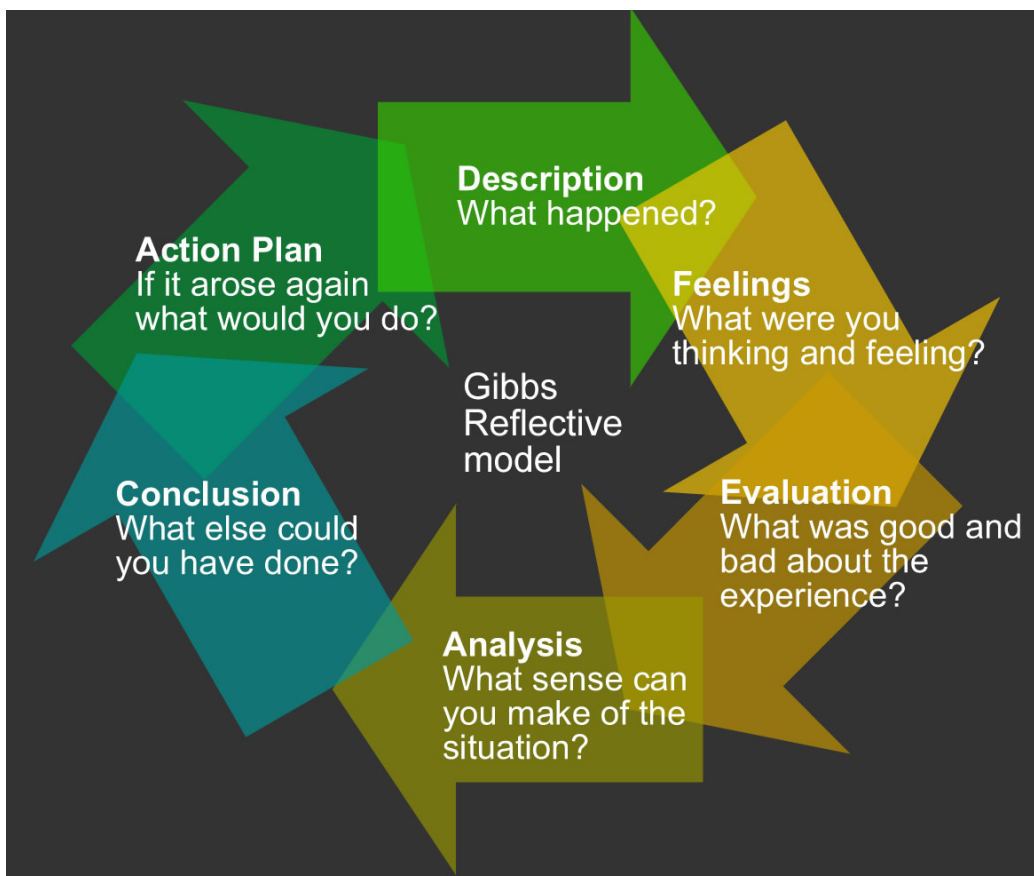 Description
What happened?
Feelings
What were you
thinking and feeling?
Evaluation
What was good and
bad about the
experience?
Analysis
What sense can
you make of the
situation?
Conclusion
What else could
you have done?
Action Plan
If it arose again
what would you do?
Gibbs
Reflective
model